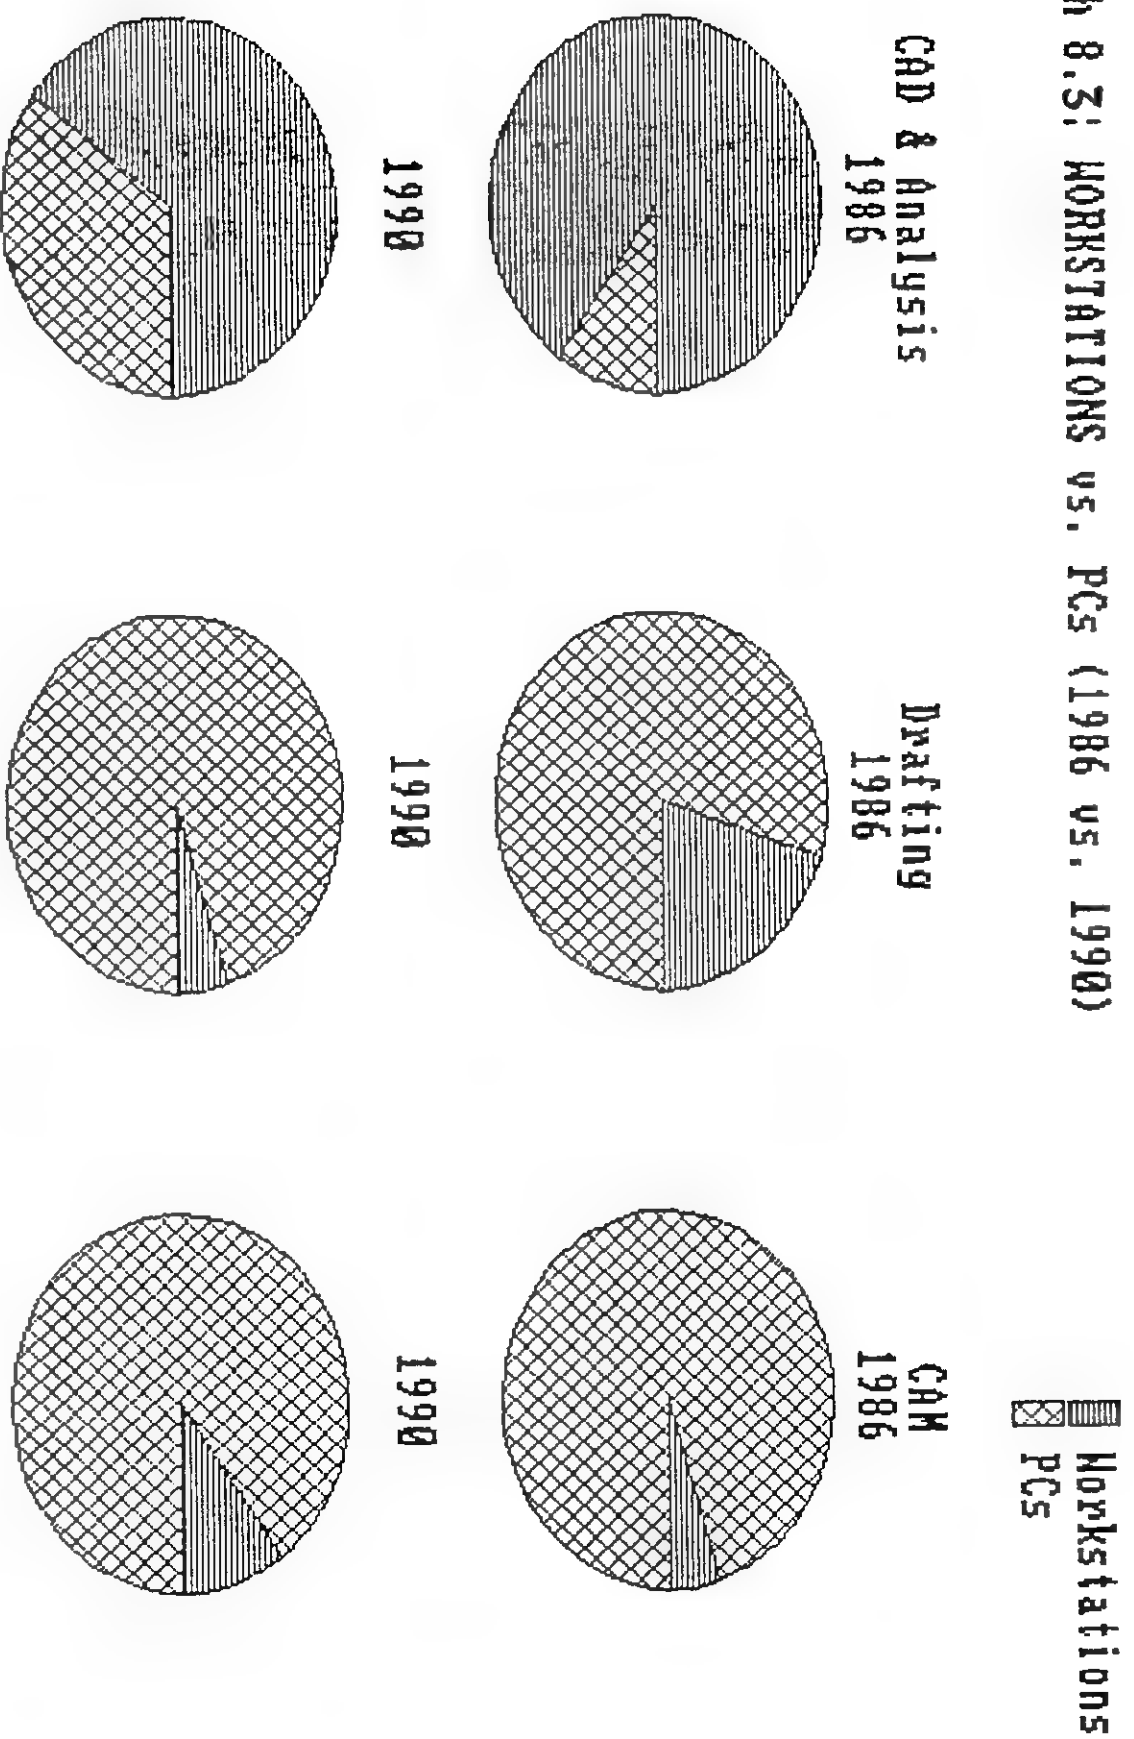 h 8.3: WORKSTATIONS vs. PCs (1986 vs. 1990)
Workstations
PCs
CAD & Analysis
1986
Drafting
1986
CAM
1986
1990
1990
1990